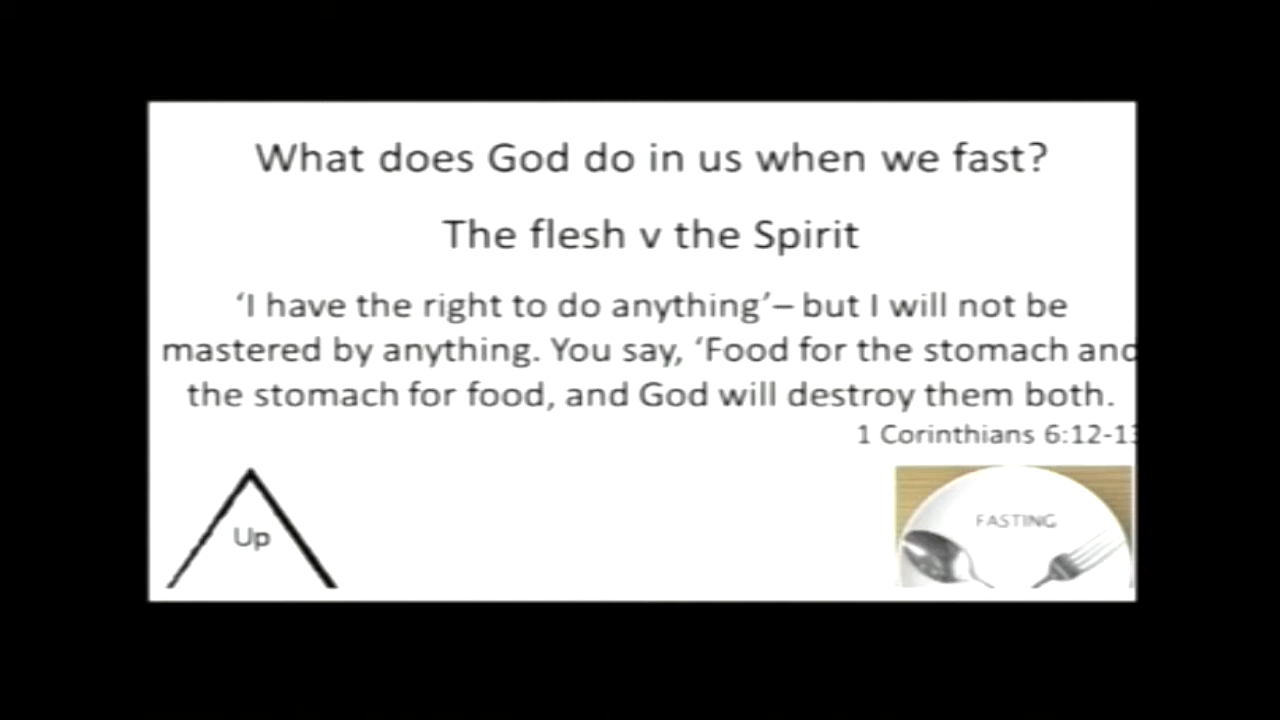 What does God do in us when we fast?
The flesh v the Spirit
‘I have the right to do anything’– but I will not be
mastered by anything. You say, ‘Food for the stomach and
the stomach for food, and God will destroy them both.
1 Corinthians 6:12-13
Up
FASTING